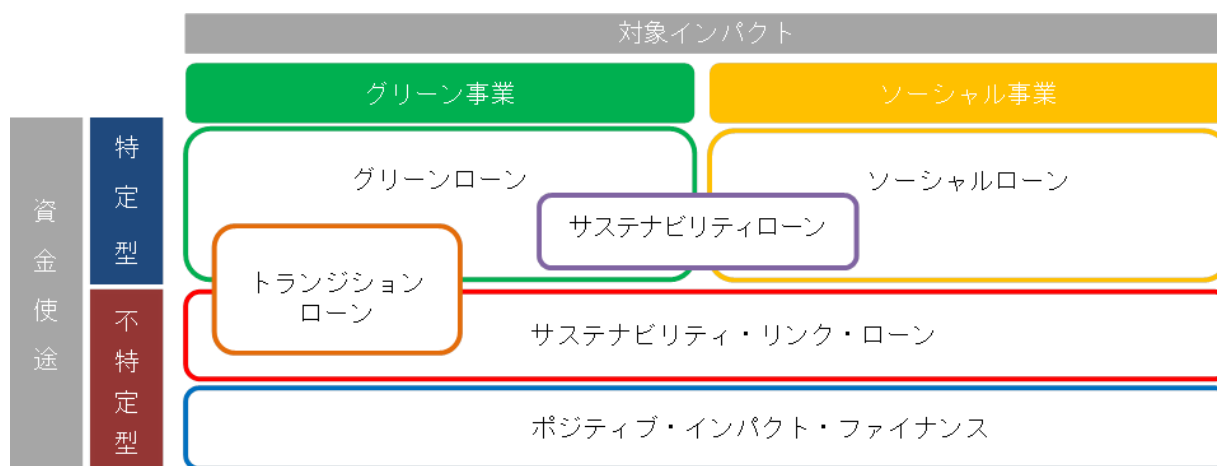 対象インパクト
グリーン事業
ソーシャル事業
資金使途
特定型
グリーンローン
ソーシャルローン
サステナビリティローン
トランジション
ローン
不特定型
サステナビリティ・リンク・ローン
ポジティブ・インパクト・ファイナンス